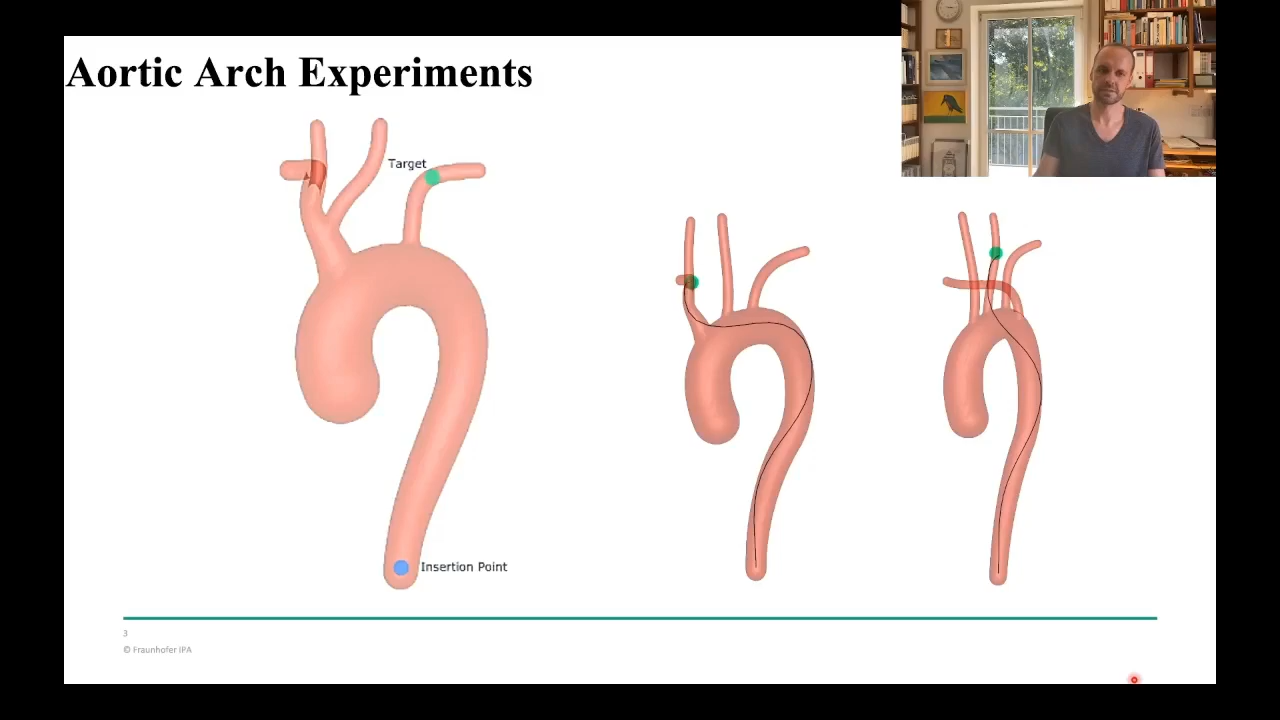 Aortic Arch Experiments
Target
Insertion Point
3
© Fraunhofer IPA